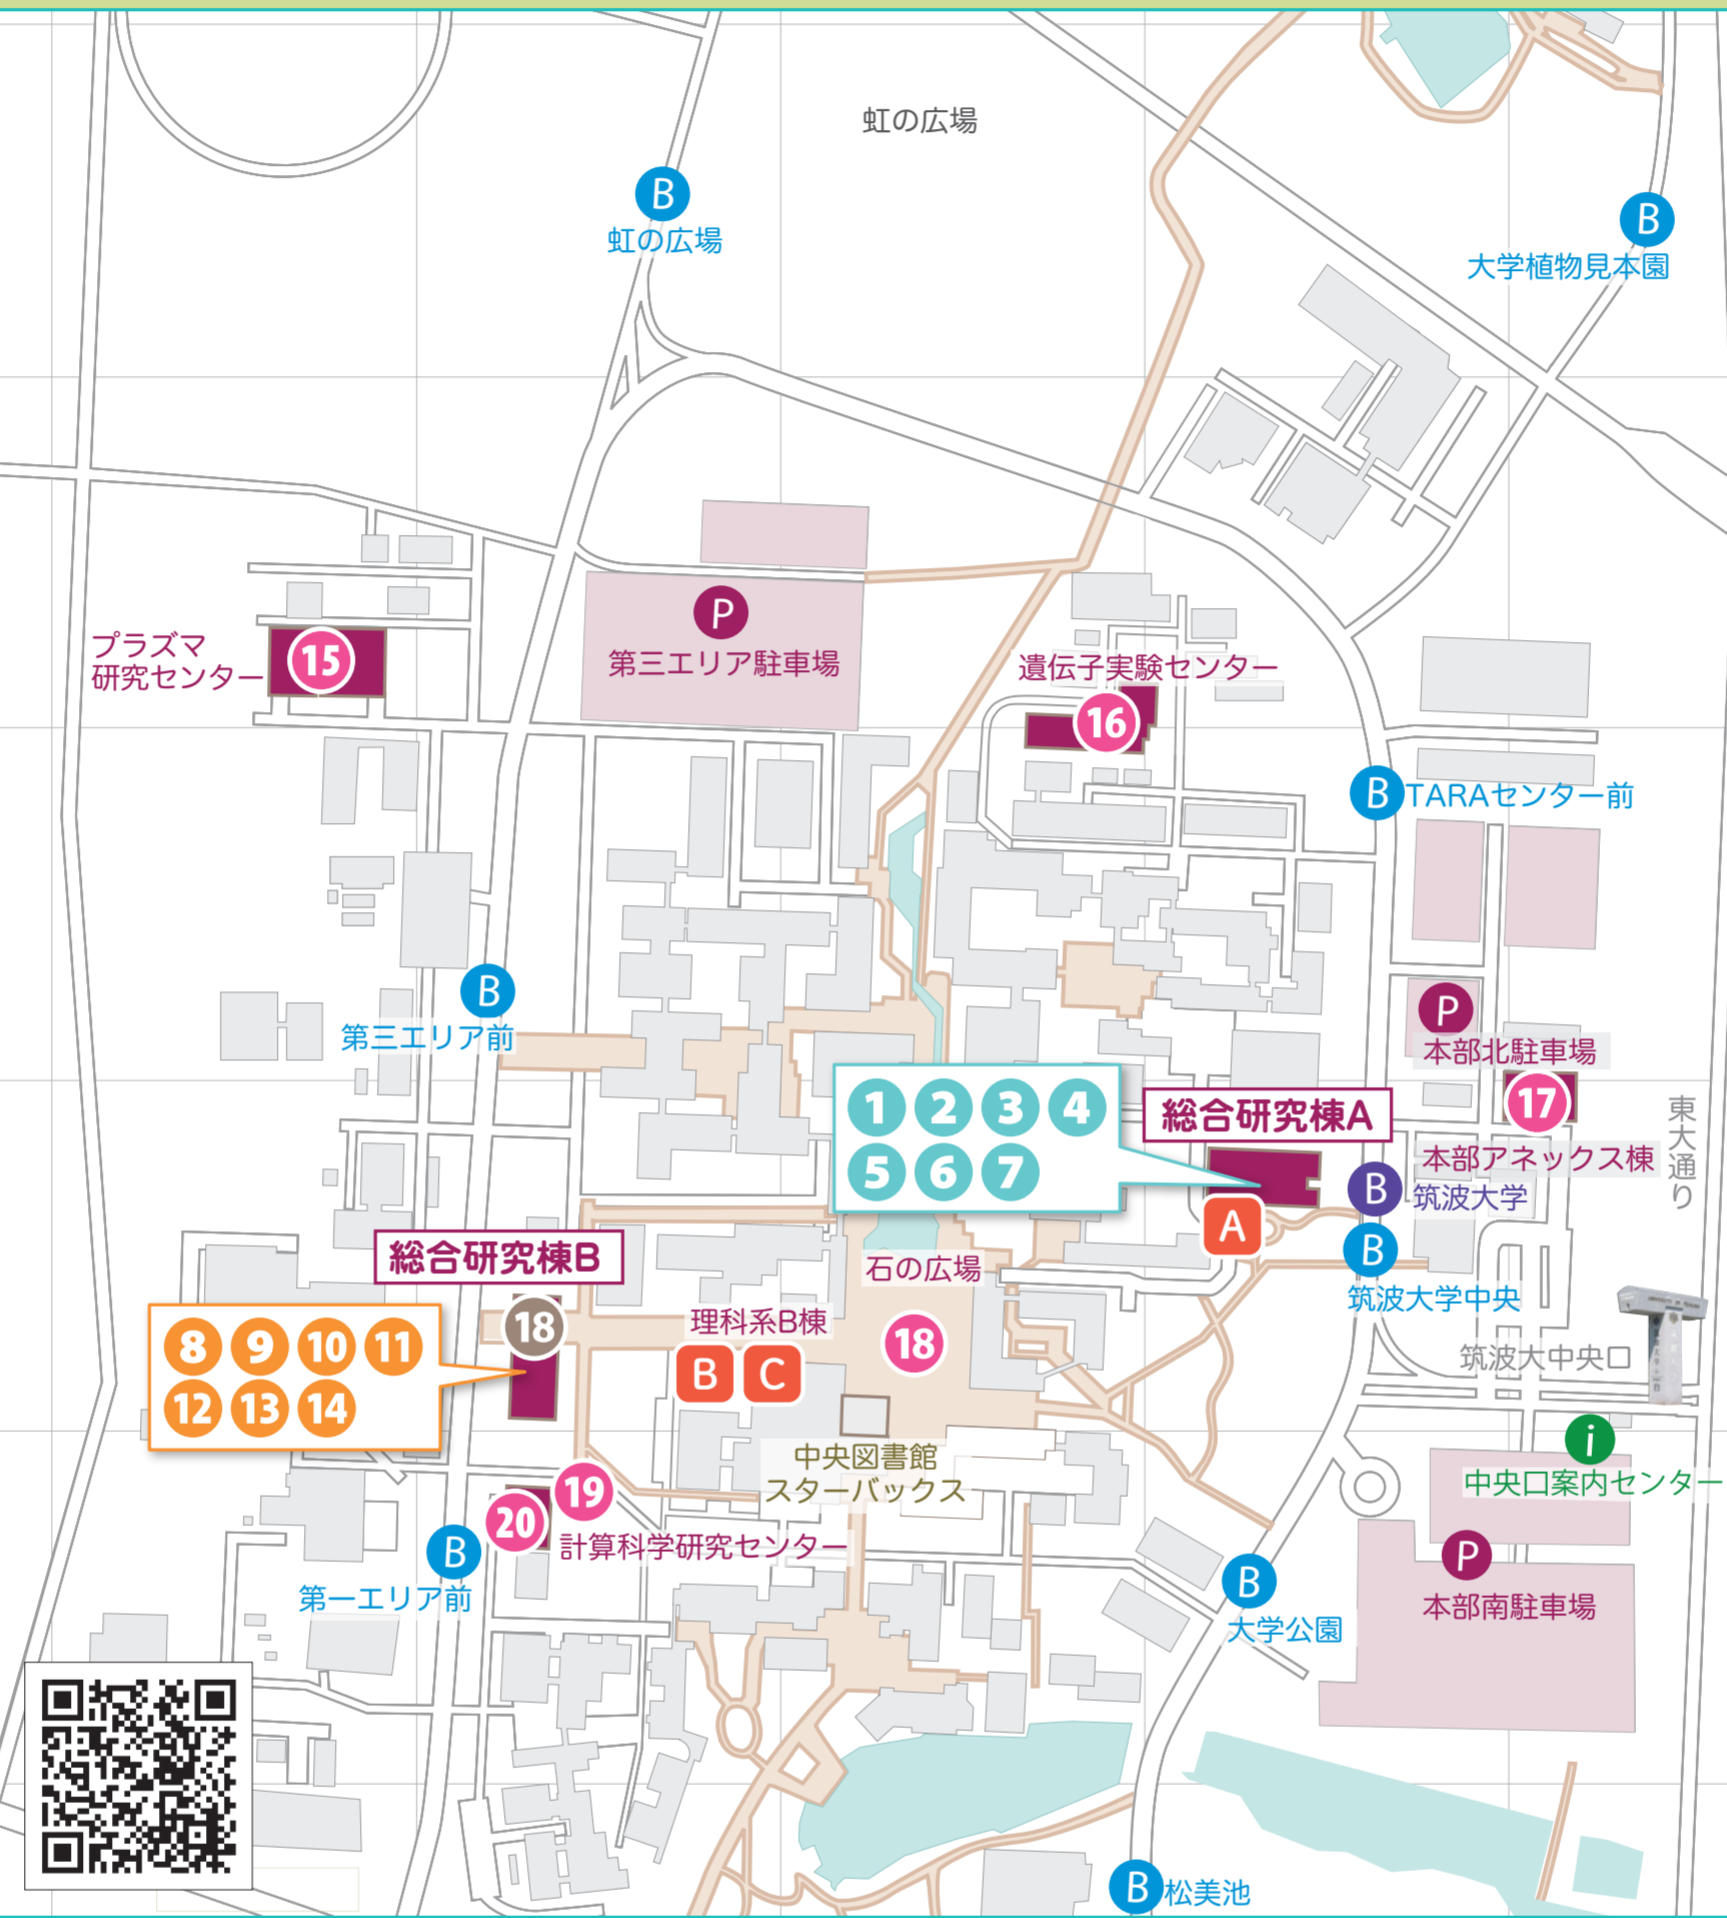 虹の広場
B
虹の広場
B
大学植物見本園
P
第三エリア駐車場
プラズマ
研究センター
15
遺伝子実験センター
16
B
TARAセンター前
B
第三エリア前
P
本部北駐車場
17
本部アネックス棟
東大通り
1 2 3 4
5 6 7
総合研究棟A
A
B
筑波大学
B
筑波大学中央
総合研究棟B
18
8 9 10 11
12 13 14
石の広場
理科系B棟
B C
18
筑波大中央口
中央図書館
スターバックス
i
中央口案内センター
19
20
計算科学研究センター
B
第一エリア前
P
本部南駐車場
B
大学公園
B
松美池